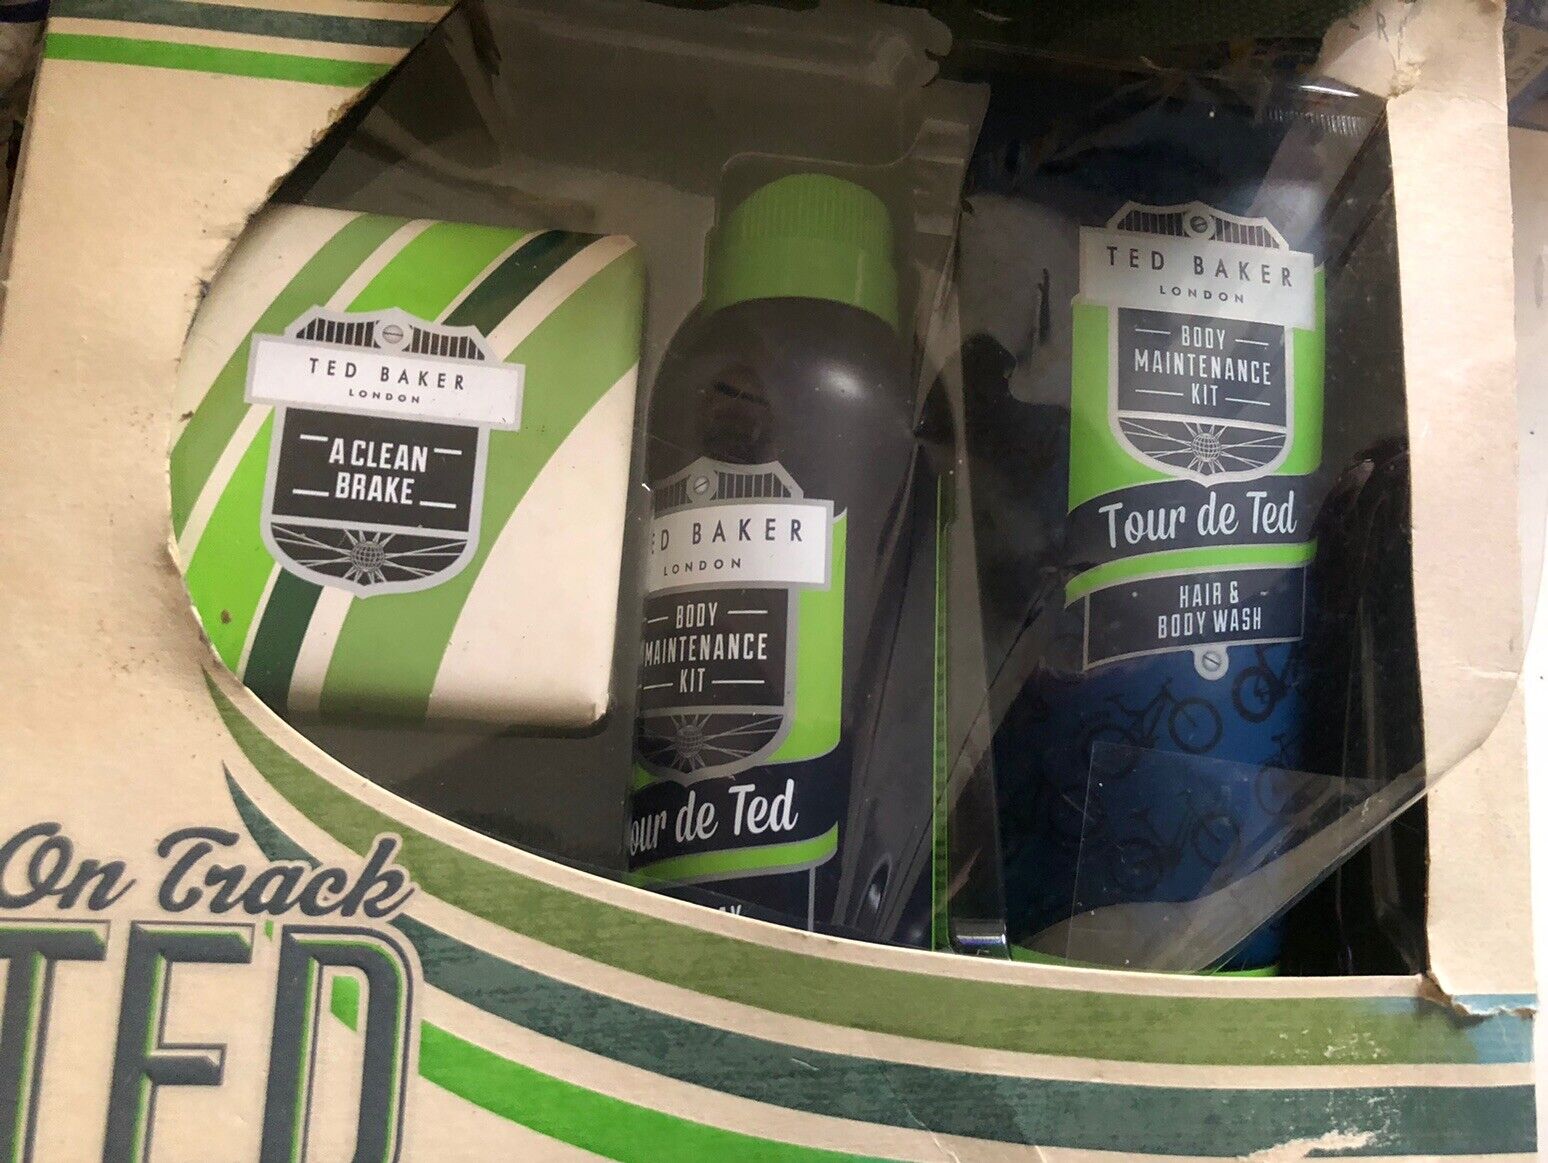 TED BAKER
LONDON
A CLEAN
BRAKE
ED BAKER
LONDON
BODY
MAINTENANCE
KIT
our de Ted
TED BAKER
LONDON
BODY
MAINTENANCE
KIT
Tour de Ted
HAIR &
BODY WASH
On Track
TED